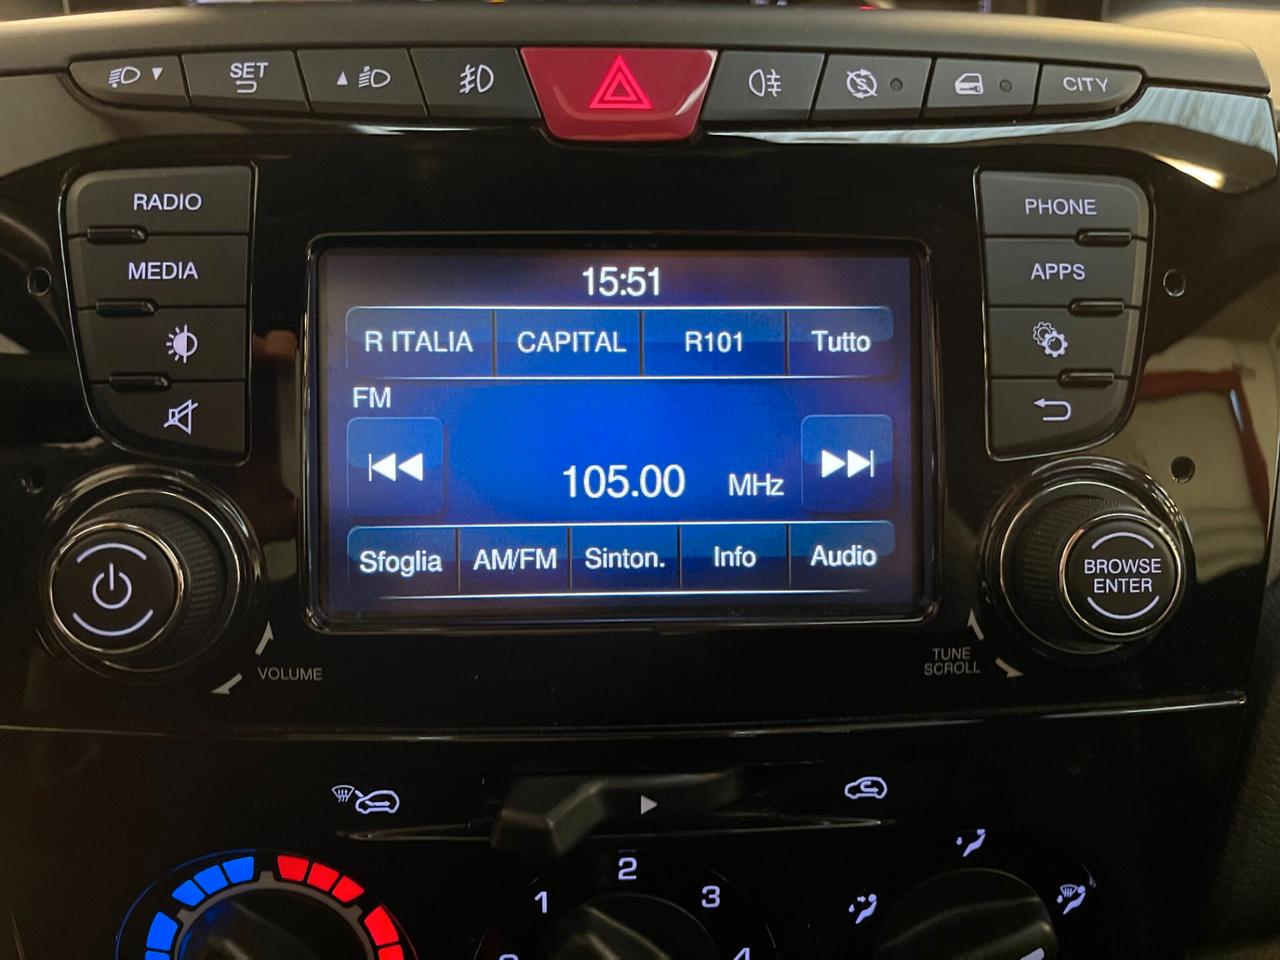 SET
CITY
RADIO
MEDIA
PHONE
APPS
15:51
R ITALIA CAPITAL R101 Tutto
FM
105.00 MHz
Sfoglia AM/FM Sinton. Info Audio
BROWSE
ENTER
VOLUME
TUNE
SCROLL
1 2 3 4